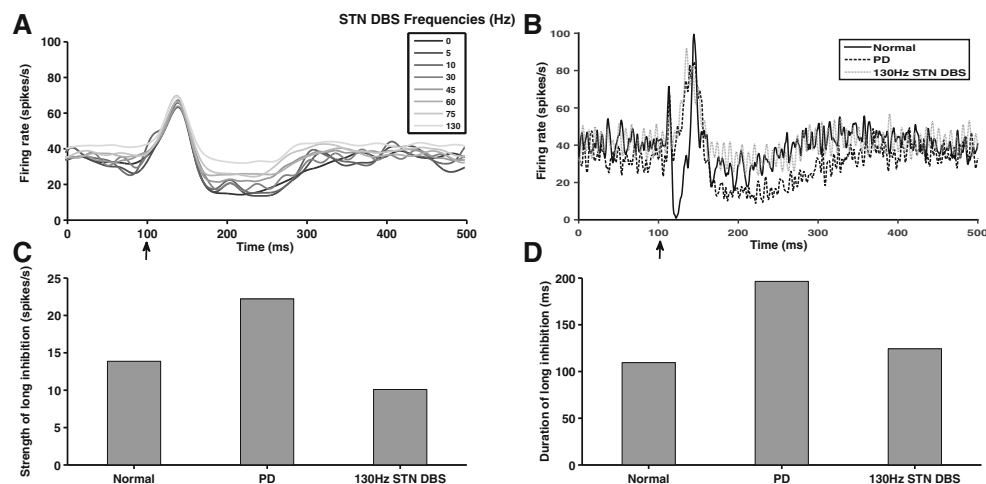 A
STN DBS Frequencies (Hz)
0
5
10
30
45
60
75
130
Firing rate (spikes/s)
100
80
60
40
20
0
0
100
200
300
400
500
Time (ms)
B
Normal
PD
130Hz STN DBS
Firing rate (spikes/s)
100
80
60
40
20
0
0
100
200
300
400
500
Time (ms)
C
Strength of long inhibition (spikes/s)
25
20
15
10
5
0
Normal
PD
130Hz STN DBS
D
Duration of long inhibition (ms)
200
150
100
50
0
Normal
PD
130Hz STN DBS